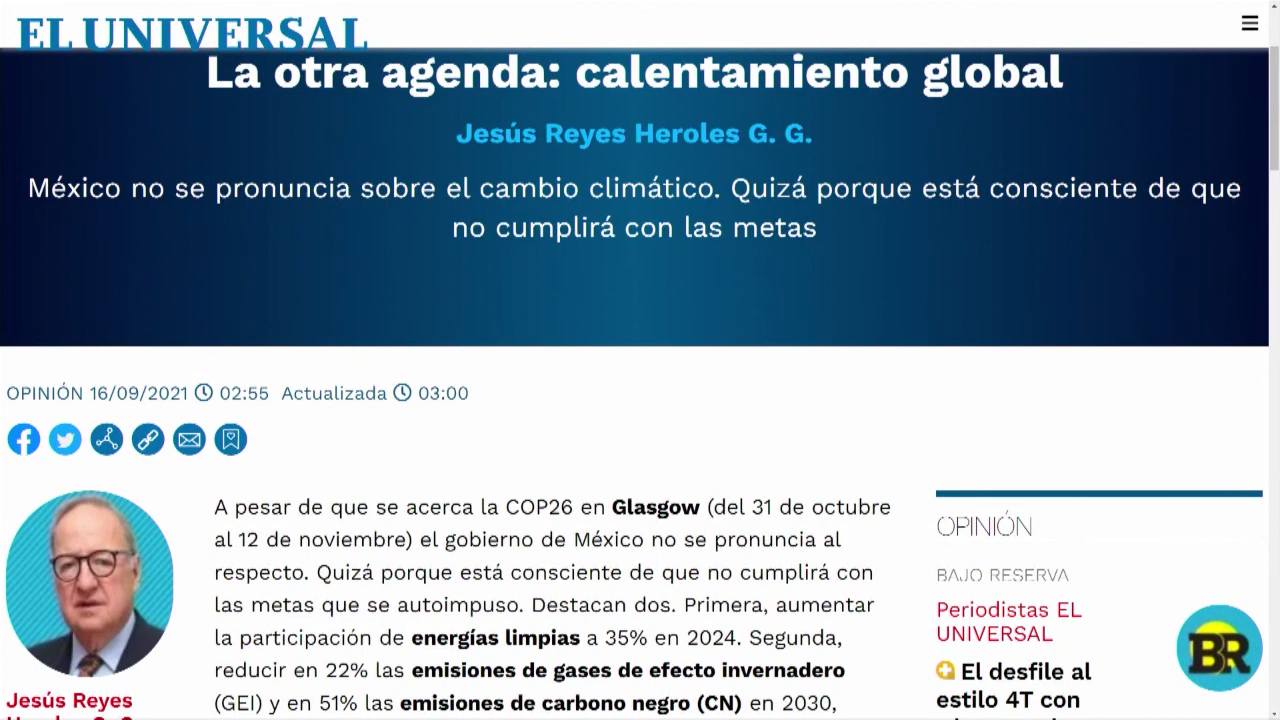 EL UNIVERSAL
La otra agenda: calentamiento global
Jesús Reyes Heroles G. G.
México no se pronuncia sobre el cambio climático. Quizá porque está consciente de que
no cumplirá con las metas
OPINIÓN 16/09/2021 02:55 Actualizada 03:00
A pesar de que se acerca la COP26 en Glasgow (del 31 de octubre
al 12 de noviembre) el gobierno de México no se pronuncia al
respecto. Quizá porque está consciente de que no cumplirá con
las metas que se autoimpuso. Destacan dos. Primera, aumentar
la participación de energías limpias a 35% en 2024. Segunda,
reducir en 22% las emisiones de gases de efecto invernadero
(GEI) y en 51% las emisiones de carbono negro (CN) en 2030,
Jesús Reyes
OPINIÓN
BAJO RESERVA
Periodistas EL
UNIVERSAL
El desfile al
estilo 4T con
BR